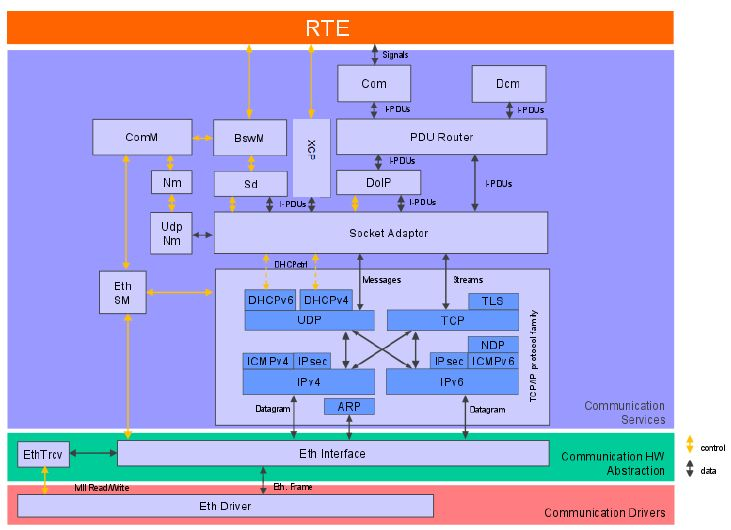 RTE
Signals
Com
Dcm
I-PDUs
I-PDUs
ComM
BswM
XCP
PDU Router
I-PDUs
Nm
Sd
DoIP
I-PDUs
I-PDUs
I-PDUs
Udp
Nm
Socket Adaptor
DHCPctrl
Messages
Streams
Eth
SM
DHCPv6
DHCPv4
TLS
UDP
TCP
NDP
ICMPv4
IPsec
IPsec
ICMPv6
IPv4
IPv6
TCP/IP protocol family
Datagram
ARP
Datagram
Communication
Services
EthTrcv
Eth Interface
Communication HW
Abstraction
control
data
MII Read/Write
Eth. Frame
Eth Driver
Communication Drivers